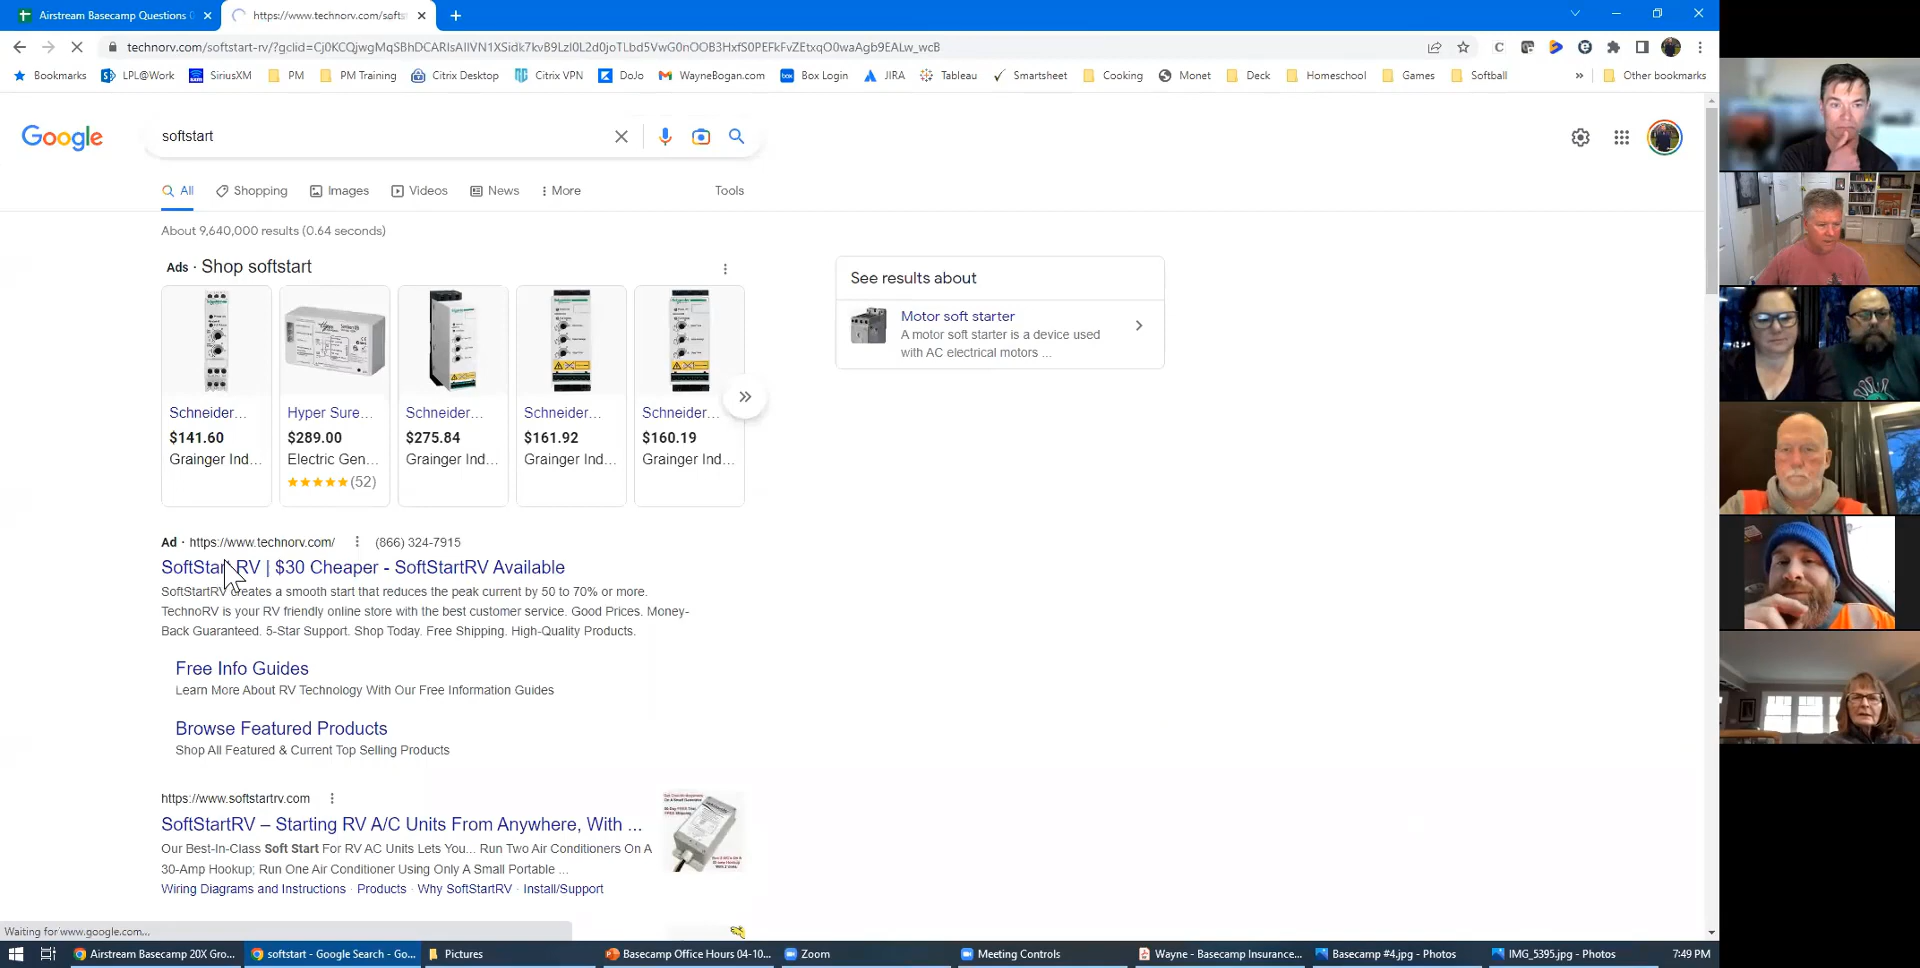 Airstream Basecamp Questions
https://www.technorv.com/softst
technorv.com/softstart-rv/?gclid=Cj0KCQjwgMqSBhDCARIsAIIVN1XSidk7kvB9LzI0L2d0joTLbd5VwG0nOOB3HxfS0PEFkFvZEtxqO0waAgb9EALw_wcB
Bookmarks LPL@Work SiriusXM PM PM Training Citrix Desktop Citrix VPN DoJo WayneBogan.com Box Login JIRA Tableau Smartsheet Cooking Monet Deck Homeschool Games Softball » Other bookmarks
Google softstart
All Shopping Images Videos News More Tools
About 9,640,000 results (0.64 seconds)
Ads · Shop softstart
See results about
Motor soft starter
A motor soft starter is a device used
with AC electrical motors ...
Schneider... Hyper Sure... Schneider... Schneider... Schneider...
$141.60 $289.00 $275.84 $161.92 $160.19
Grainger Ind... Electric Gen... Grainger Ind... Grainger Ind... Grainger Ind...
(52)
Ad · https://www.technorv.com/ (866) 324-7915
SoftStartRV | $30 Cheaper - SoftStartRV Available
SoftStartRV creates a smooth start that reduces the peak current by 50 to 70% or more.
TechnoRV is your RV friendly online store with the best customer service. Good Prices. Money-
Back Guaranteed. 5-Star Support. Shop Today. Free Shipping. High-Quality Products.
Free Info Guides
Learn More About RV Technology With Our Free Information Guides
Browse Featured Products
Shop All Featured & Current Top Selling Products
https://www.softstartrv.com
SoftStartRV – Starting RV A/C Units From Anywhere, With ...
Our Best-In-Class Soft Start For RV AC Units Lets You... Run Two Air Conditioners On A
30-Amp Hookup; Run One Air Conditioner Using Only A Small Portable ...
Wiring Diagrams and Instructions · Products · Why SoftStartRV · Install/Support
Waiting for www.google.com...
Airstream Basecamp 20X Gro... softstart - Google Search - Go... Pictures Basecamp Office Hours 04-10... Zoom Meeting Controls Wayne - Basecamp Insurance... Basecamp #4.jpg - Photos IMG_5395.jpg - Photos 7:49 PM